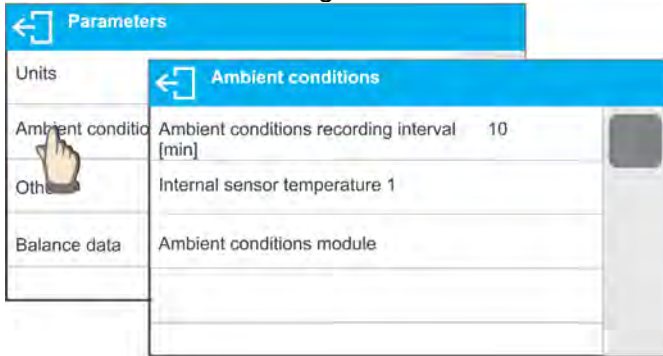 Parameters
Units
Ambient conditio
Othe
Balance data
Ambient conditions
Ambient conditions recording interval 10
[min]
Internal sensor temperature 1
Ambient conditions module